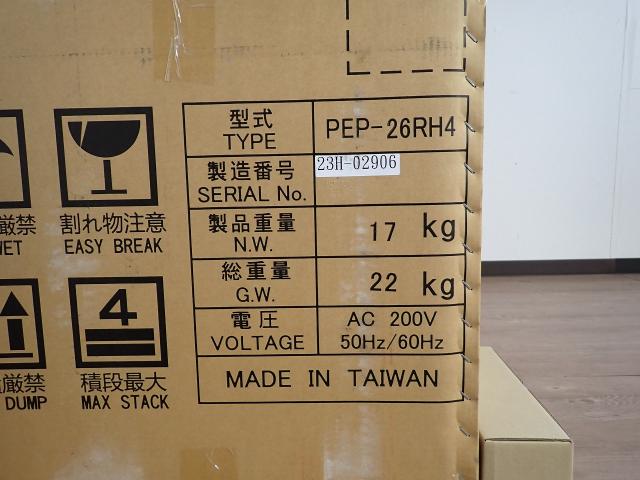 型式
TYPE
PEP-26RH4
製造番号
SERIAL No.
23H-02906
製品重量
N.W.
17 kg
総重量
G.W.
22 kg
電圧
VOLTAGE
AC 200V
50Hz/60Hz
MADE IN TAIWAN
厳禁
割れ物注意
EASY BREAK
4
厳禁
DUMP
積段最大
MAX STACK